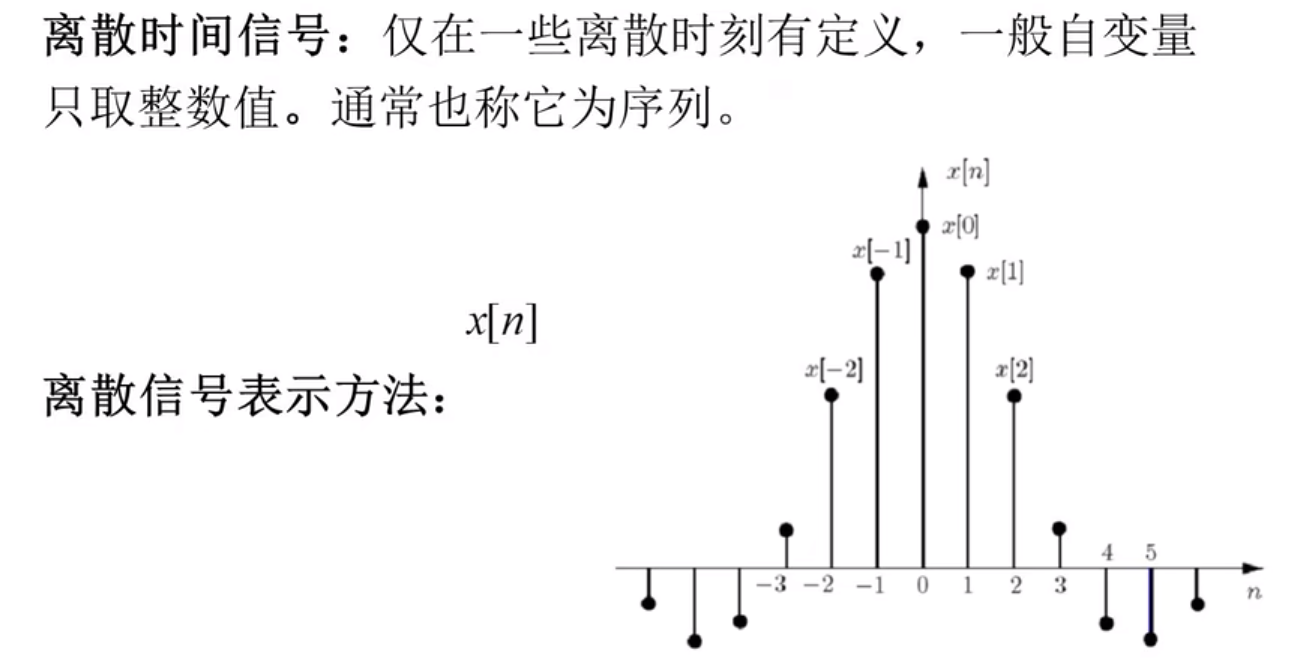 离散时间信号：仅在一些离散时刻有定义，一般自变量
只取整数值。通常也称它为序列。
x[n]
x[0]
x[−1]
x[1]
x[n]
x[−2]
x[2]
离散信号表示方法：
4 5
−3 −2 −1 0 1 2 3
n